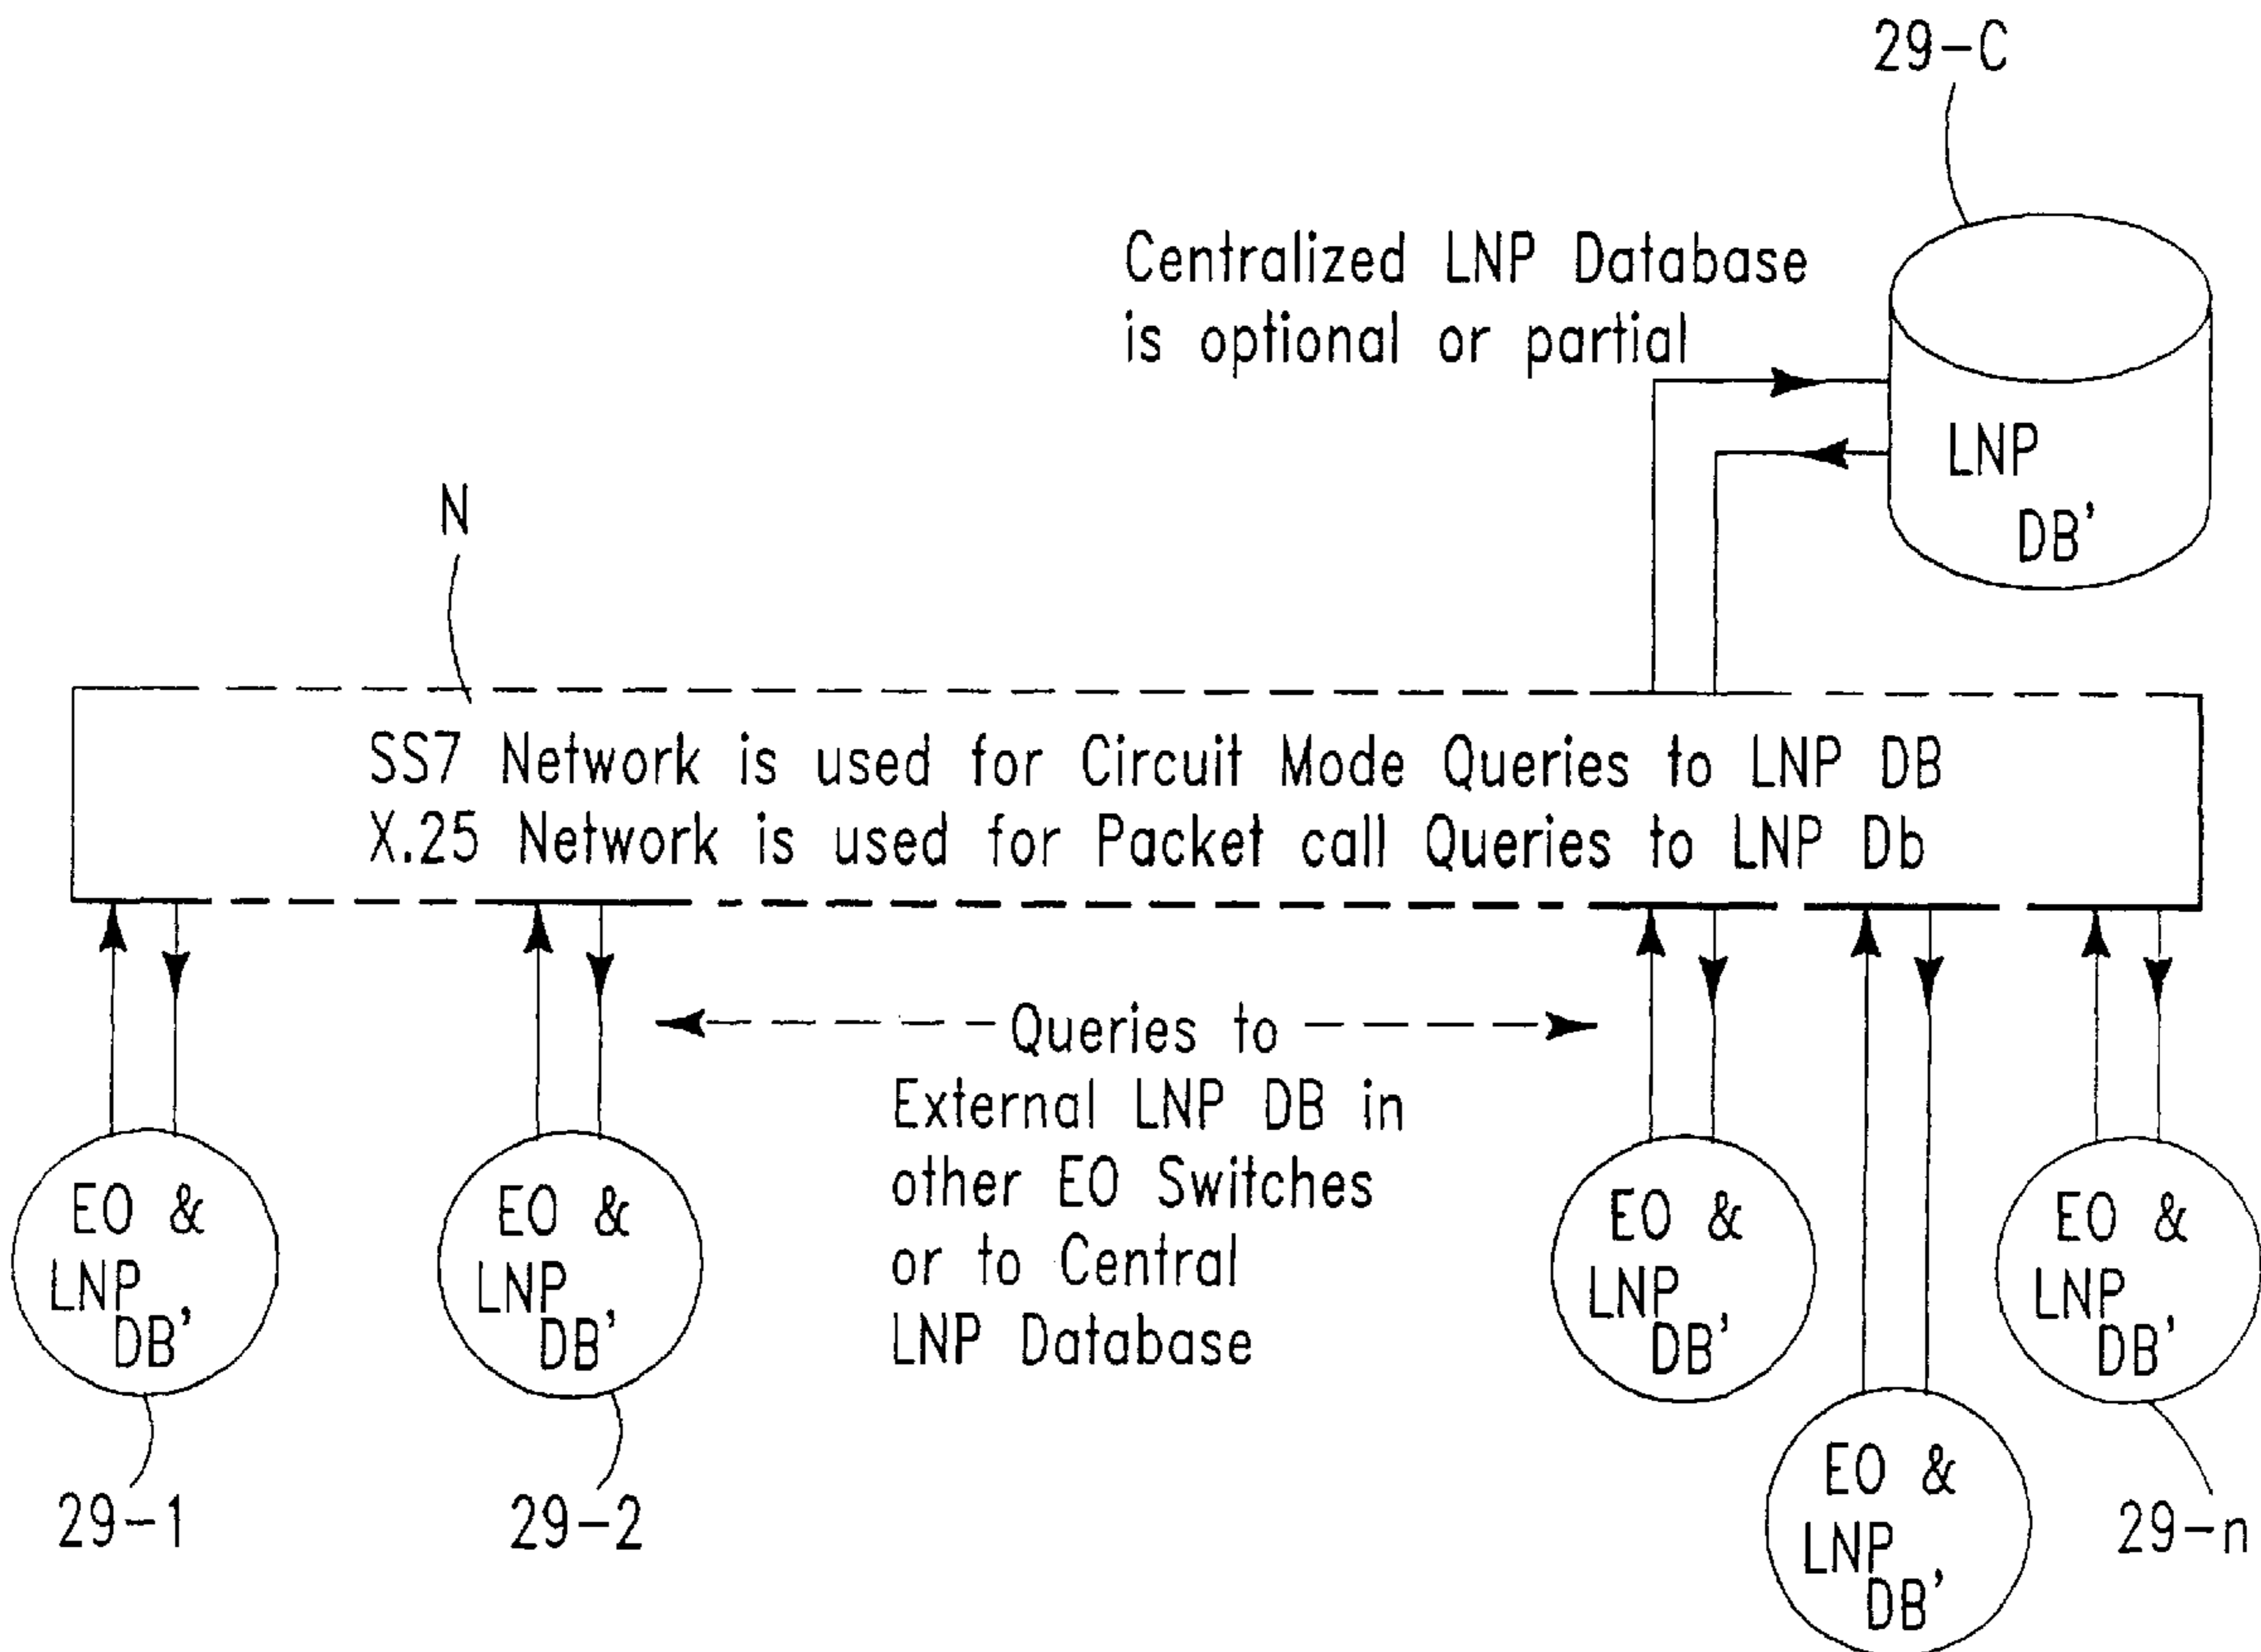 29-C
Centralized LNP Database
is optional or partial
LNP
DB'
N
SS7 Network is used for Circuit Mode Queries to LNP DB
X.25 Network is used for Packet call Queries to LNP Db
Queries to
External LNP DB in
other EO Switches
or to Central
LNP Database
EO &
LNP
DB'
EO &
LNP
DB'
EO &
LNP
DB'
EO &
LNP
DB'
EO &
LNP
DB'
29-1
29-2
29-n